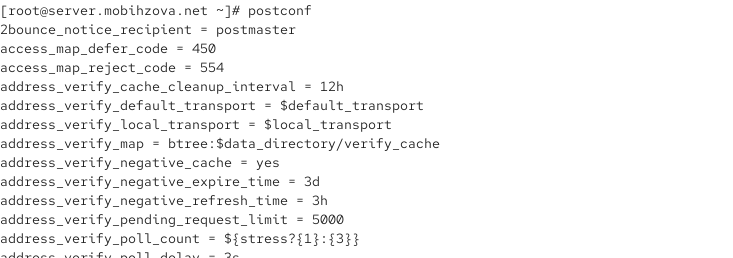 [root@server.mobihzova.net ~]# postconf
2bounce_notice_recipient = postmaster
access_map_defer_code = 450
access_map_reject_code = 554
address_verify_cache_cleanup_interval = 12h
address_verify_default_transport = $default_transport
address_verify_local_transport = $local_transport
address_verify_map = btree:$data_directory/verify_cache
address_verify_negative_cache = yes
address_verify_negative_expire_time = 3d
address_verify_negative_refresh_time = 3h
address_verify_pending_request_limit = 5000
address_verify_poll_count = ${stress?{1}:{3}}
address_verify_poll_delay = 3s